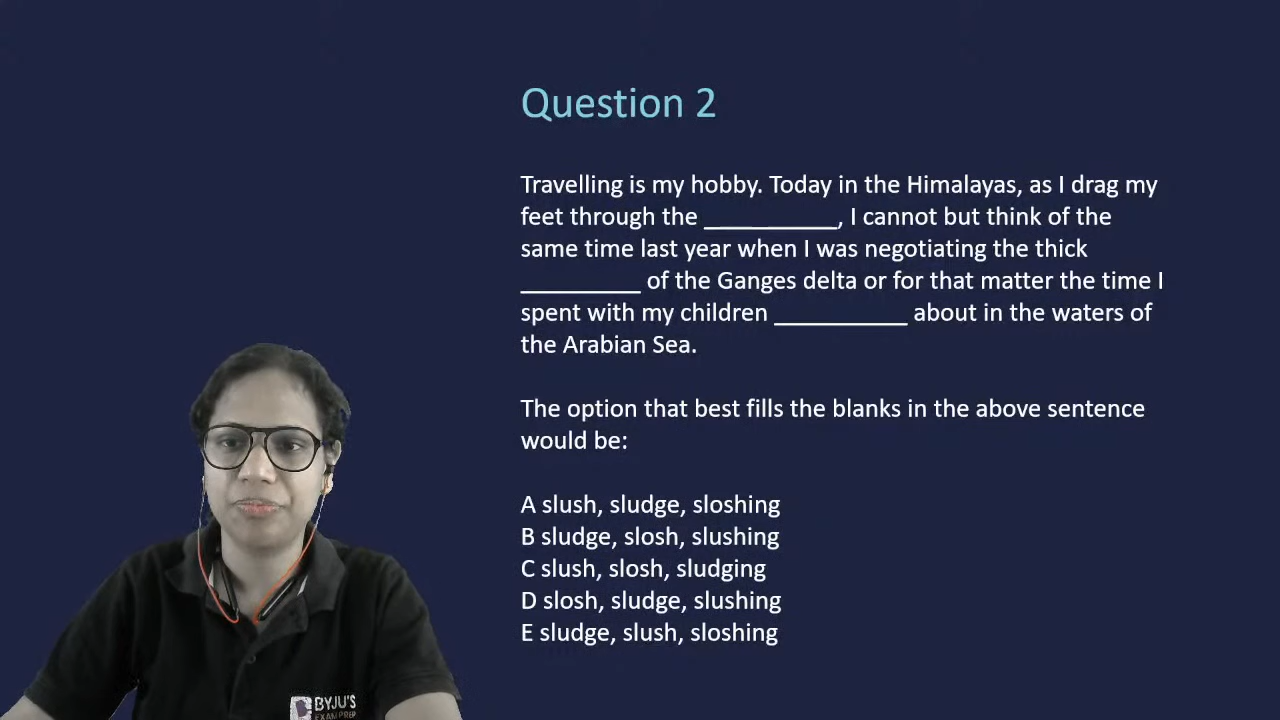 Question 2
Travelling is my hobby. Today in the Himalayas, as I drag my
feet through the __________, I cannot but think of the
same time last year when I was negotiating the thick
_________ of the Ganges delta or for that matter the time I
spent with my children __________ about in the waters of
the Arabian Sea.
The option that best fills the blanks in the above sentence
would be:
A slush, sludge, sloshing
B sludge, slosh, slushing
C slush, slosh, sludging
D slosh, sludge, slushing
E sludge, slush, sloshing
BYJU'S
EXAM PREP